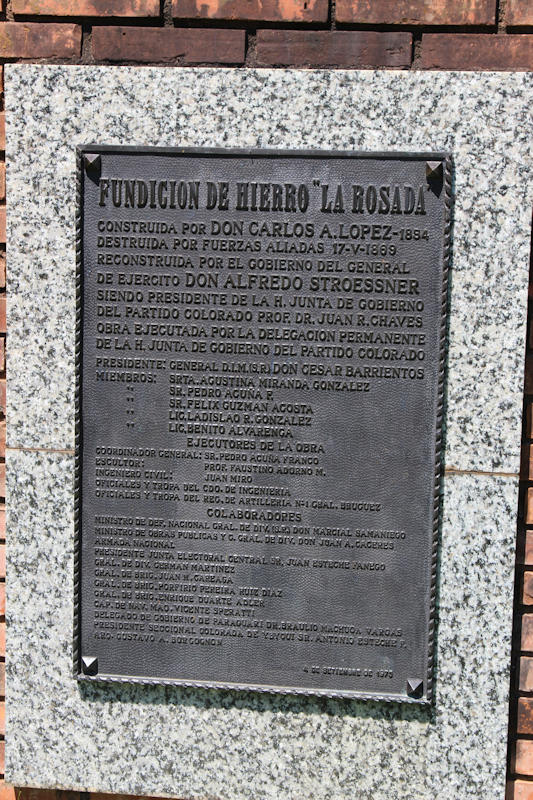 FUNDICION DE HIERRO "LA ROSADA"
CONSTRUIDA POR DON CARLOS A. LOPEZ-1854
DESTRUIDA POR FUERZAS ALIADAS 17-V-1869
RECONSTRUIDA POR EL GOBIERNO DEL GENERAL
DE EJERCITO DON ALFREDO STROESSNER
SIENDO PRESIDENTE DE LA H. JUNTA DE GOBIERNO
DEL PARTIDO COLORADO PROF. DR. JUAN R. CHAVES
OBRA EJECUTADA POR LA DELEGACION PERMANENTE
DE LA H. JUNTA DE GOBIERNO DEL PARTIDO COLORADO
PRESIDENTE: GENERAL D.I.M.(S.R.) DON CESAR BARRIENTOS
MIEMBROS: SRTA. AGUSTINA MIRANDA GONZALEZ
" SR. PEDRO ACUÑA F.
" SR. FELIX GUZMAN ACOSTA
" LIC. LADISLAO R. GONZALEZ
" LIC. BENITO ALVARENGA
EJECUTORES DE LA OBRA
COORDINADOR GENERAL: SR. PEDRO ACUÑA FRANCO
ESCULTOR: PROF. FAUSTINO ADORNO M.
INGENIERO CIVIL: JUAN MIRO
OFICIALES Y TROPA DEL CDO. DE INGENIERIA
OFICIALES Y TROPA DEL REG. DE ARTILLERIA Nº1 GRAL. BRUGUEZ
COLABORADORES
MINISTRO DE DEF. NACIONAL GRAL. DE DIV. (S.R.) DON MARCIAL SAMANIEGO
MINISTRO DE OBRAS PUBLICAS Y C. GRAL. DE DIV. DON JUAN A. CACERES
ARMADA NACIONAL
PRESIDENTE JUNTA ELECTORAL CENTRAL SR. JUAN ESTECHE FANEGO
GRAL. DE DIV. GERMAN MARTINEZ
GRAL. DE BRIG. JUAN M. GAREAGA
GRAL. DE BRIG. PORFIRIO PEREIRA RUIZ DIAZ
GRAL. DE BRIG. ENRIQUE DUARTE ADLER
CAP. DE NAV. MAQ. VICENTE SPERATTI
DELEGADO DE GOBIERNO DE PARAGUARI DR. BRAULIO MACHUCA VARGAS
PRESIDENTE SECCIONAL COLORADA DE YBYCUI SR. ANTONIO ESTECHE F.
GUSTAVO A. BORGOGNON
4 DE SETIEMBRE DE